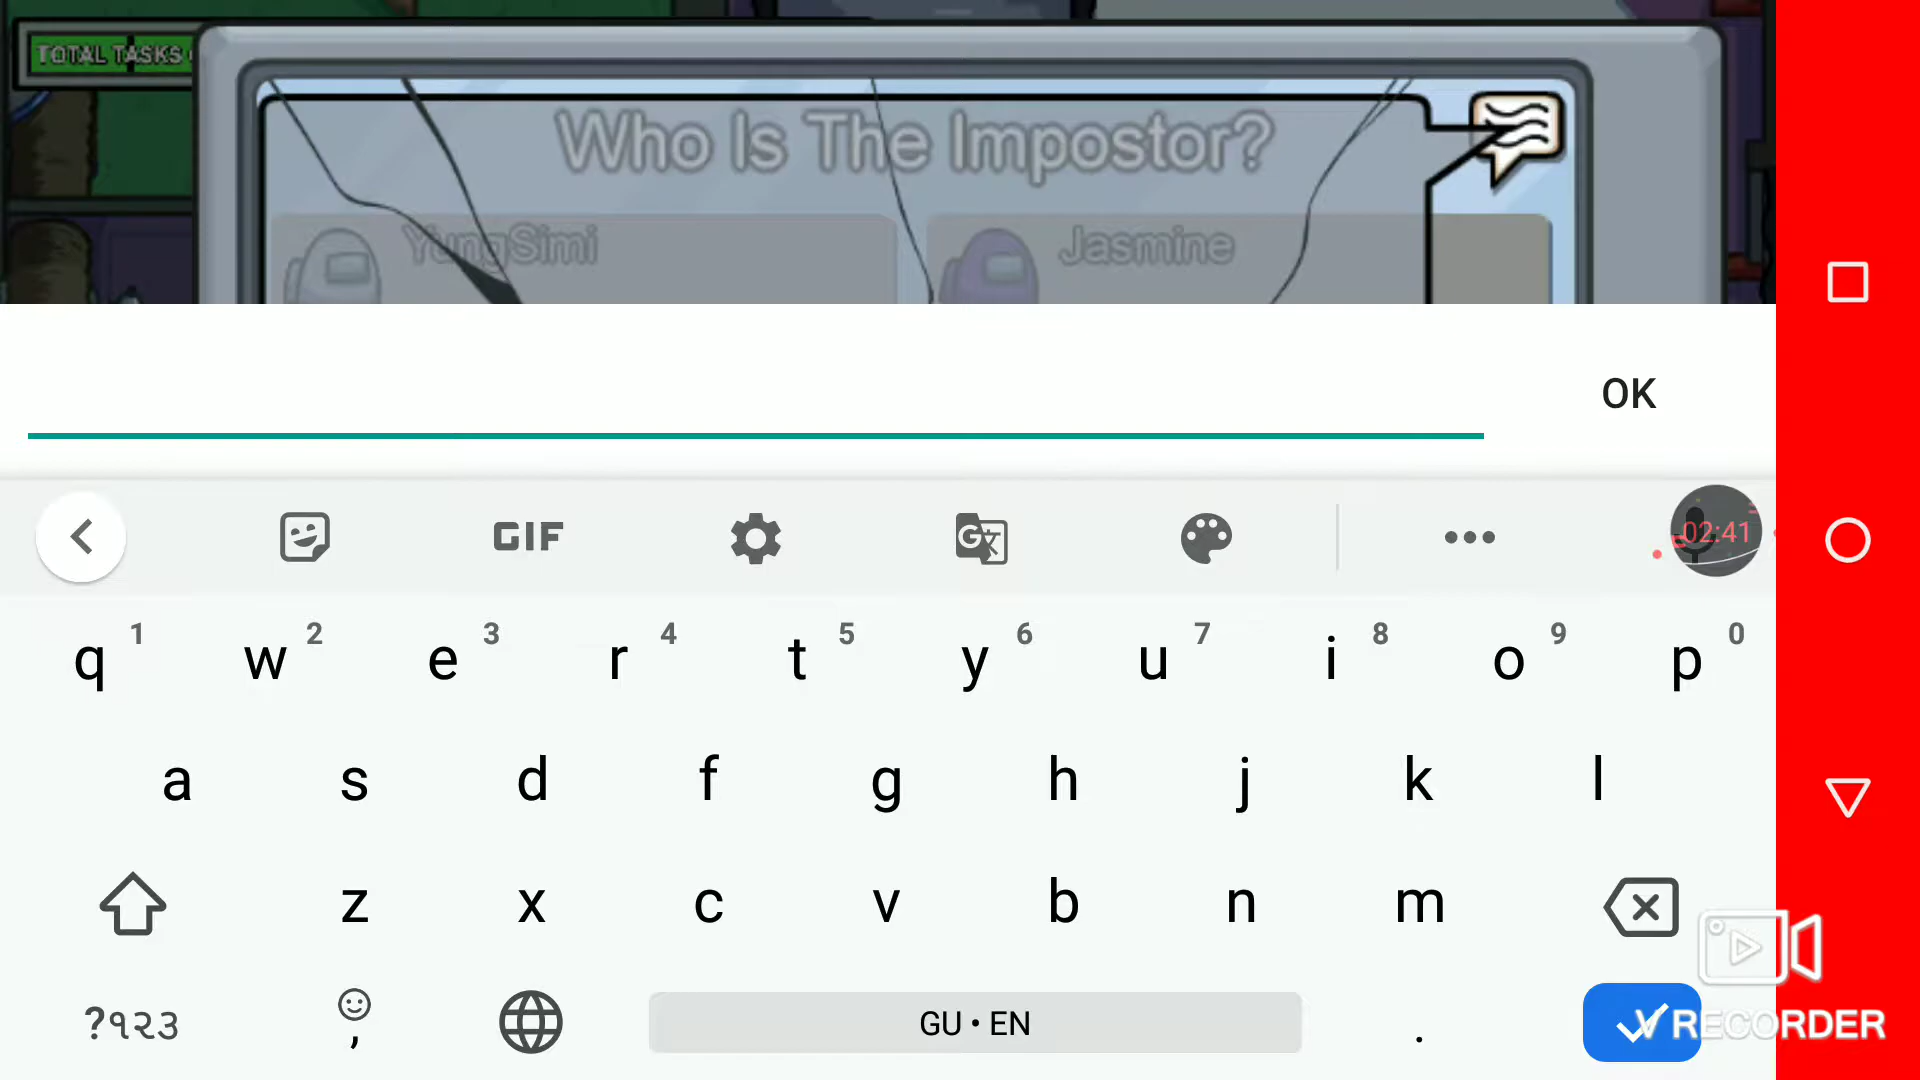 TOTAL TASKS
Who Is The Impostor?
YungSimi
Jasmine
OK
GIF
G
02:41
q 1 w 2 e 3 r 4 t 5 y 6 u 7 i 8 o 9 p 0
a s d f g h j k l
z x c v b n m
?૧૨૩ , GU • EN .
V RECORDER